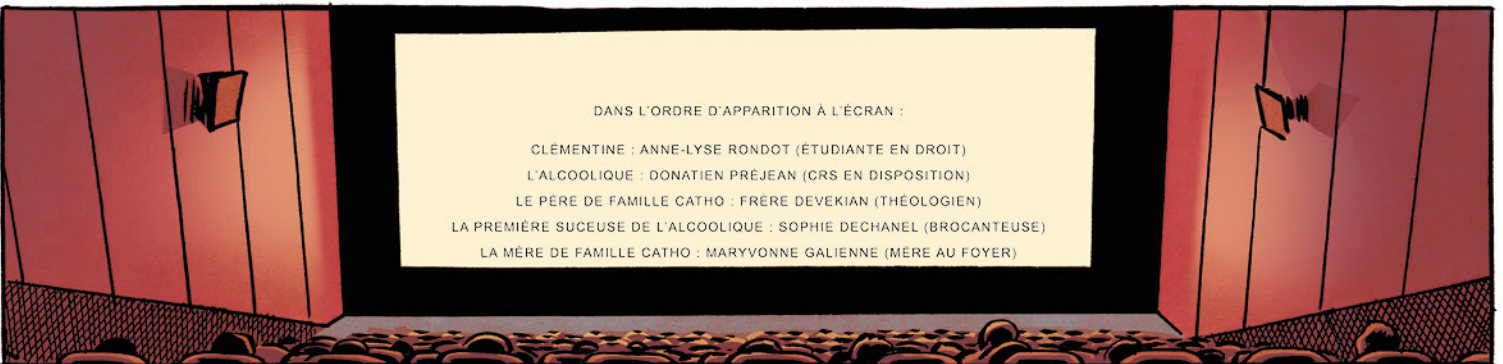 DANS L'ORDRE D'APPARITION À L'ÉCRAN :
CLÉMENTINE : ANNE-LYSE RONDOT (ÉTUDIANTE EN DROIT)
L'ALCOOLIQUE : DONATIEN PRÉJEAN (CRS EN DISPOSITION)
LE PÈRE DE FAMILLE CATHO : FRÈRE DEVEKIAN (THÉOLOGIEN)
LA PREMIÈRE SUCEUSE DE L'ALCOOLIQUE : SOPHIE DECHANEL (BROCANTEUSE)
LA MÈRE DE FAMILLE CATHO : MARYVONNE GALIENNE (MÈRE AU FOYER)